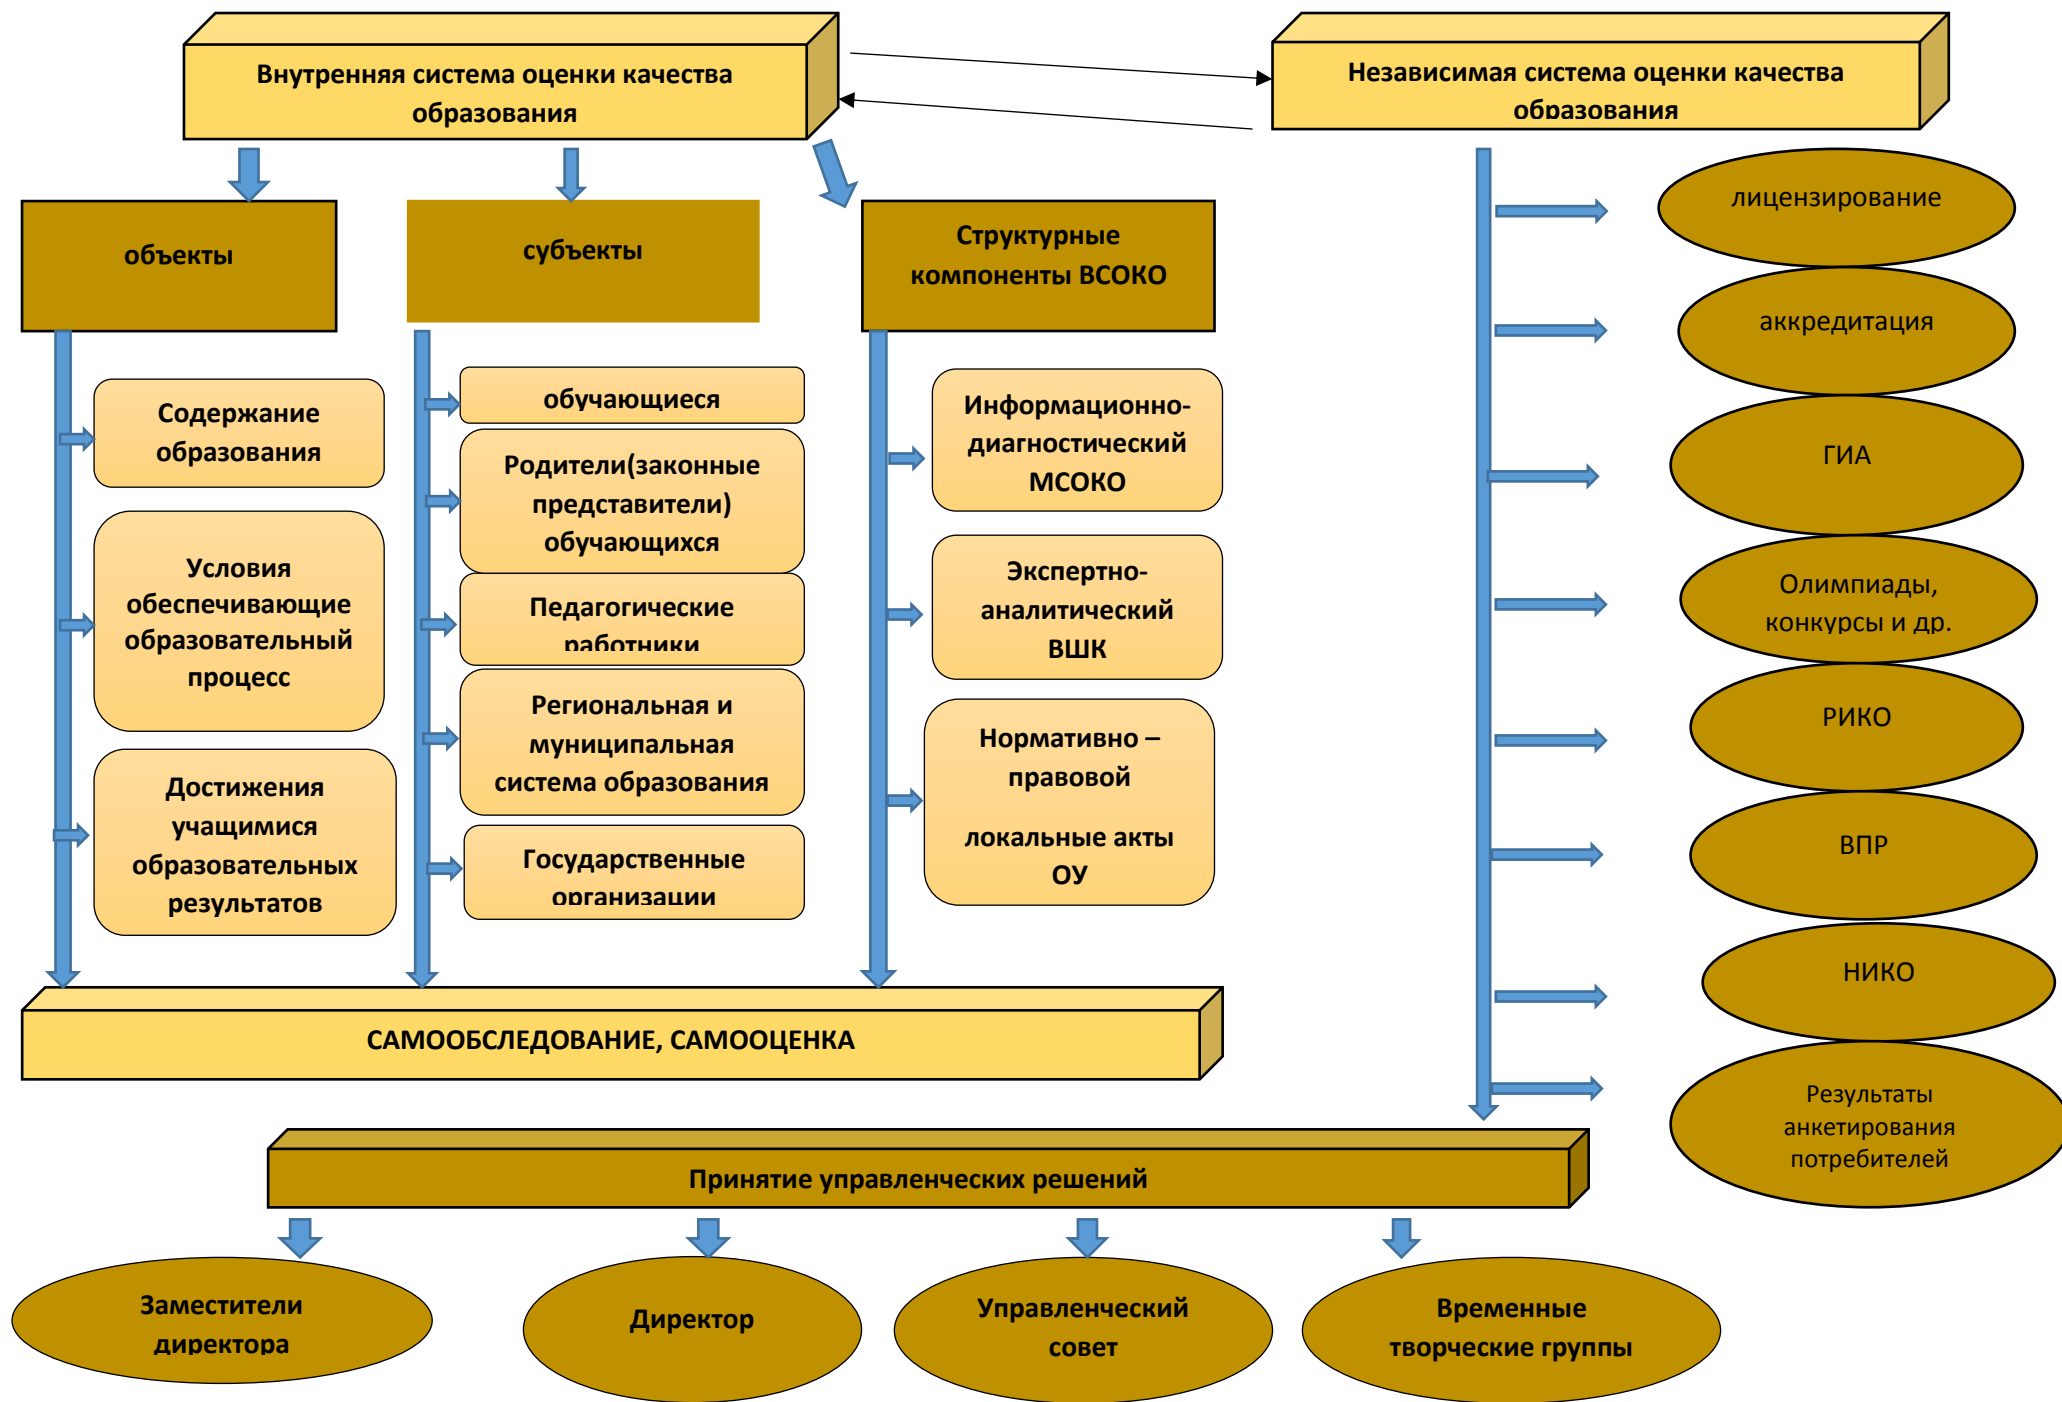 Внутренняя система оценки качества
образования
Независимая система оценки качества
образования
объекты
субъекты
Структурные
компоненты ВСОКО
Содержание
образования
Условия
обеспечивающие
образовательный
процесс
Достижения
учащимися
образовательных
результатов
обучающиеся
Родители(законные
представители)
обучающихся
Педагогические
работники
Региональная и
муниципальная
система образования
Государственные
организации
Информационно-
диагностический
МСОКО
Экспертно-
аналитический
ВШК
Нормативно –
правовой
локальные акты
ОУ
лицензирование
аккредитация
ГИА
Олимпиады,
конкурсы и др.
РИКО
ВПР
НИКО
Результаты
анкетирования
потребителей
САМООБСЛЕДОВАНИЕ, САМООЦЕНКА
Принятие управленческих решений
Заместители
директора
Директор
Управленческий
совет
Временные
творческие группы